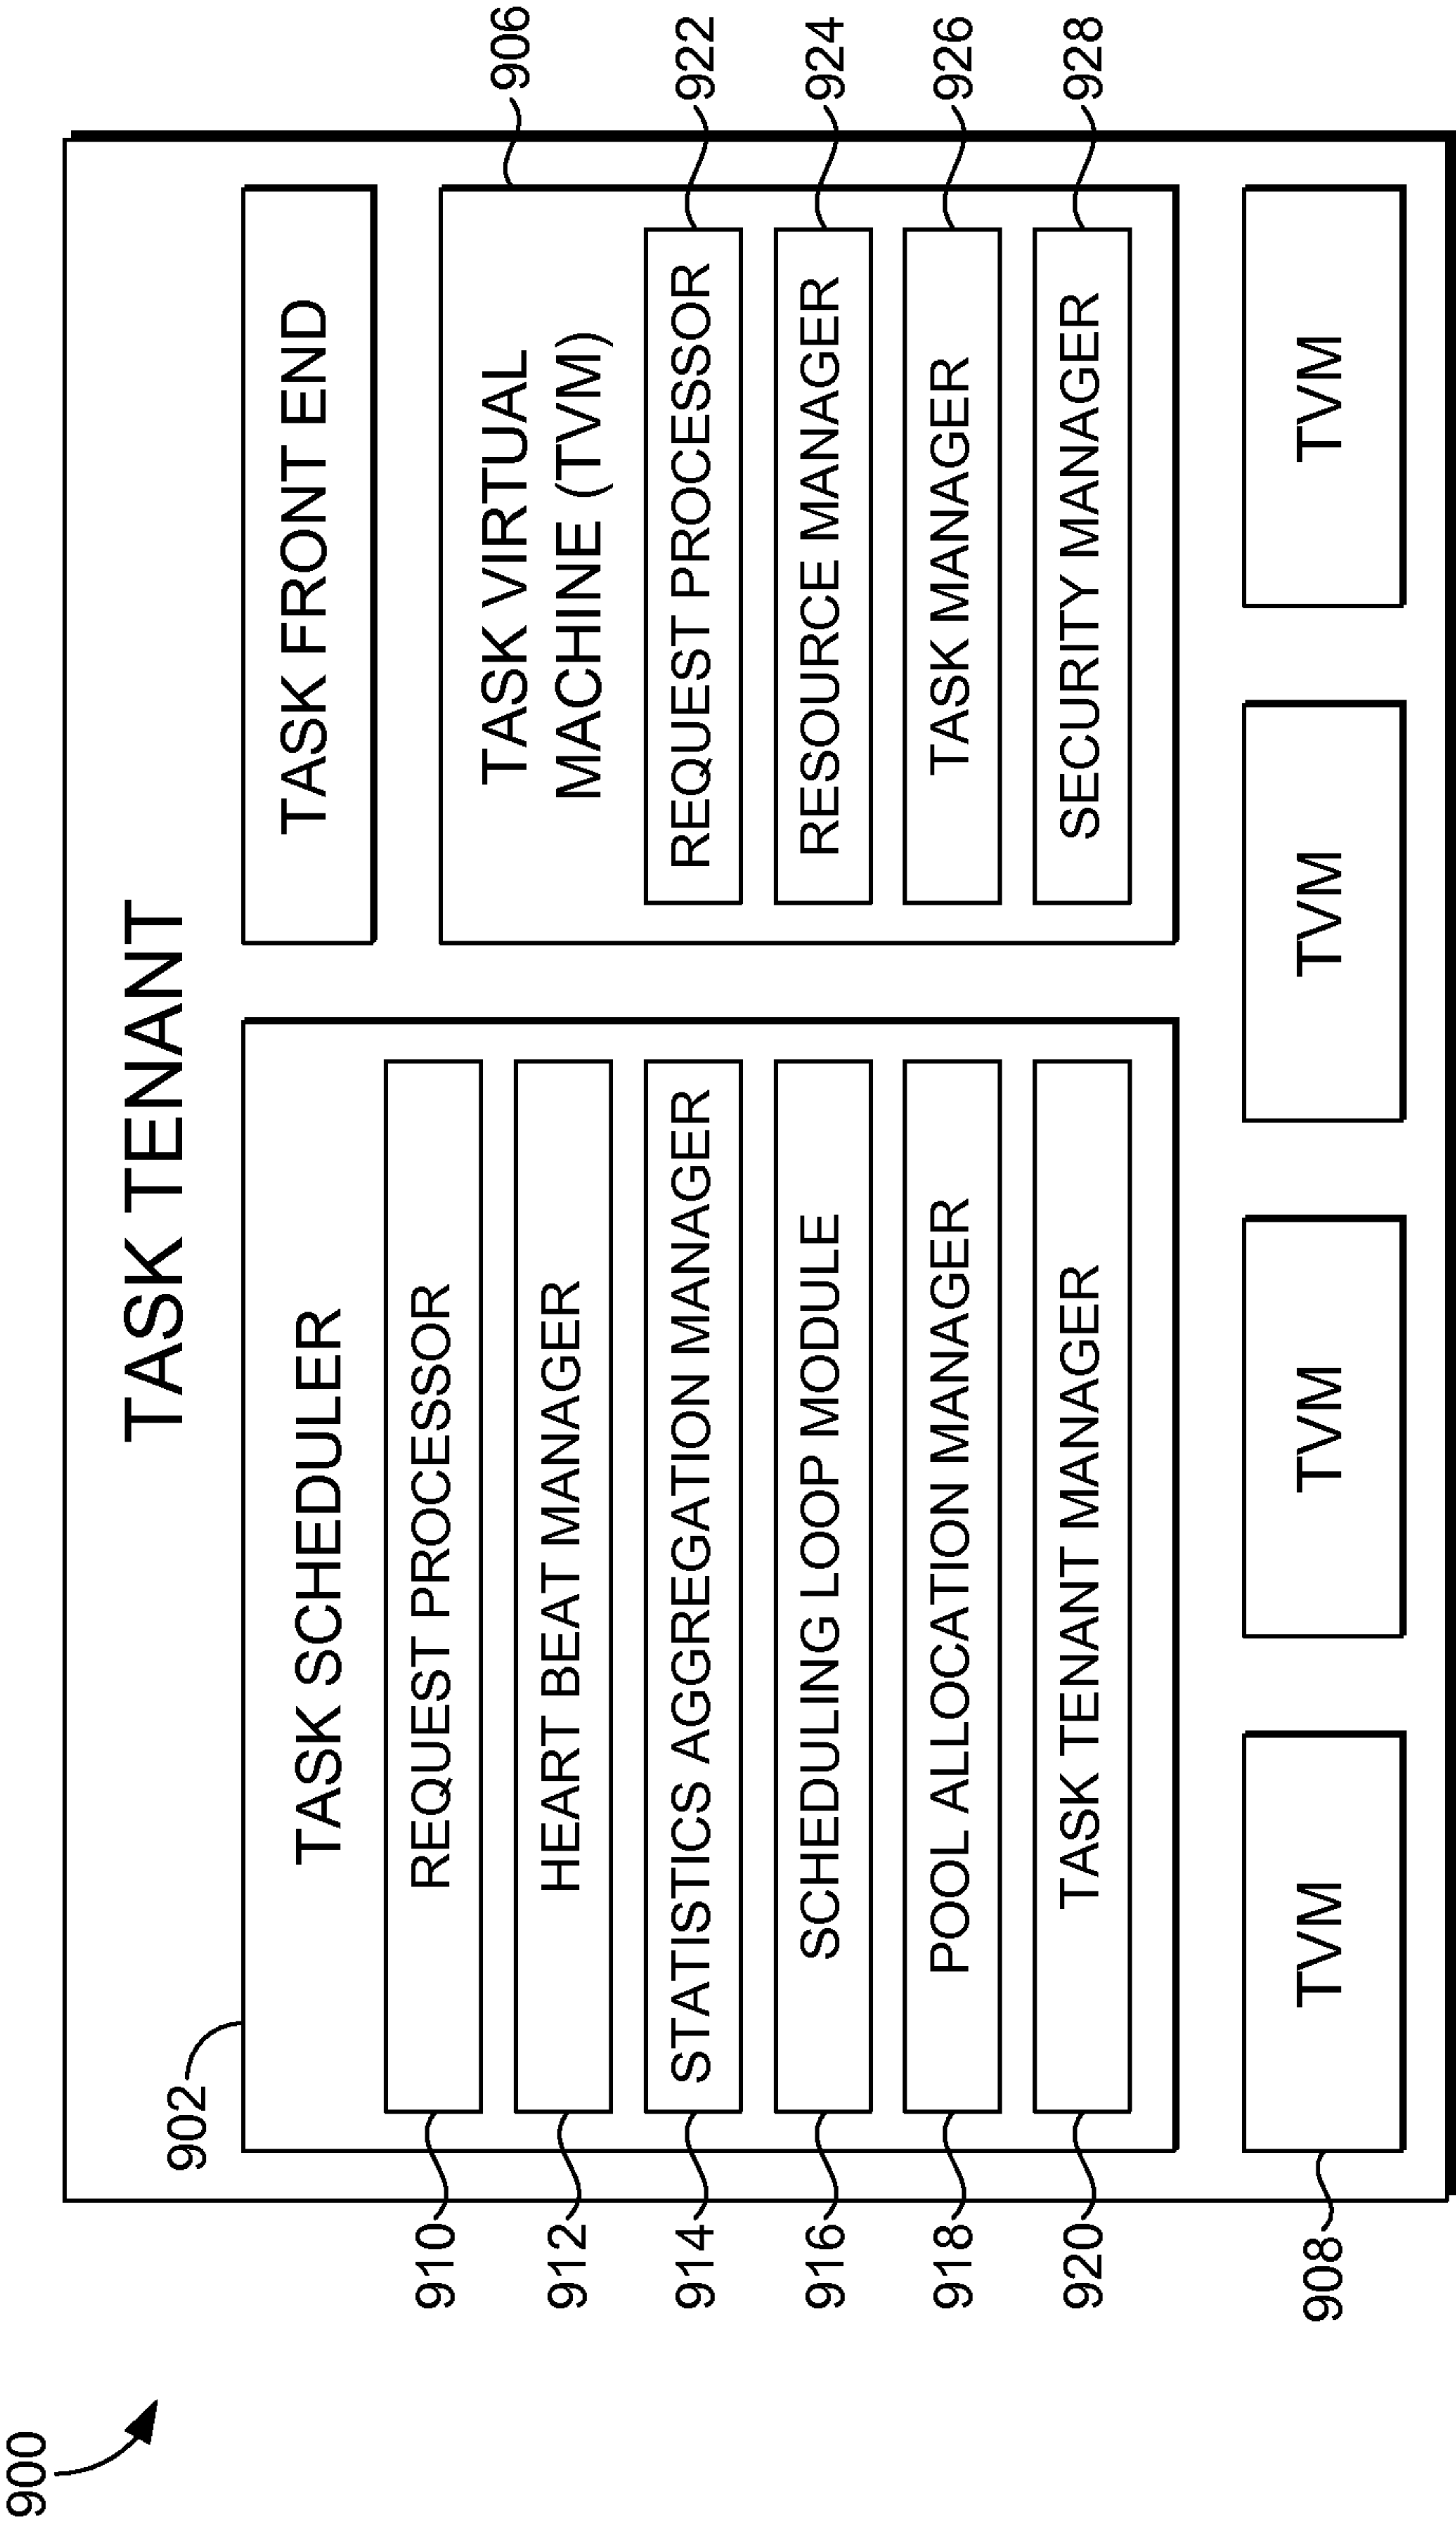 900
TASK TENANT
902
TASK SCHEDULER
910
REQUEST PROCESSOR
912
HEART BEAT MANAGER
914
STATISTICS AGGREGATION MANAGER
916
SCHEDULING LOOP MODULE
918
POOL ALLOCATION MANAGER
920
TASK TENANT MANAGER
TASK FRONT END
906
TASK VIRTUAL
MACHINE (TVM)
REQUEST PROCESSOR
922
RESOURCE MANAGER
924
TASK MANAGER
926
SECURITY MANAGER
928
908
TVM
TVM
TVM
TVM